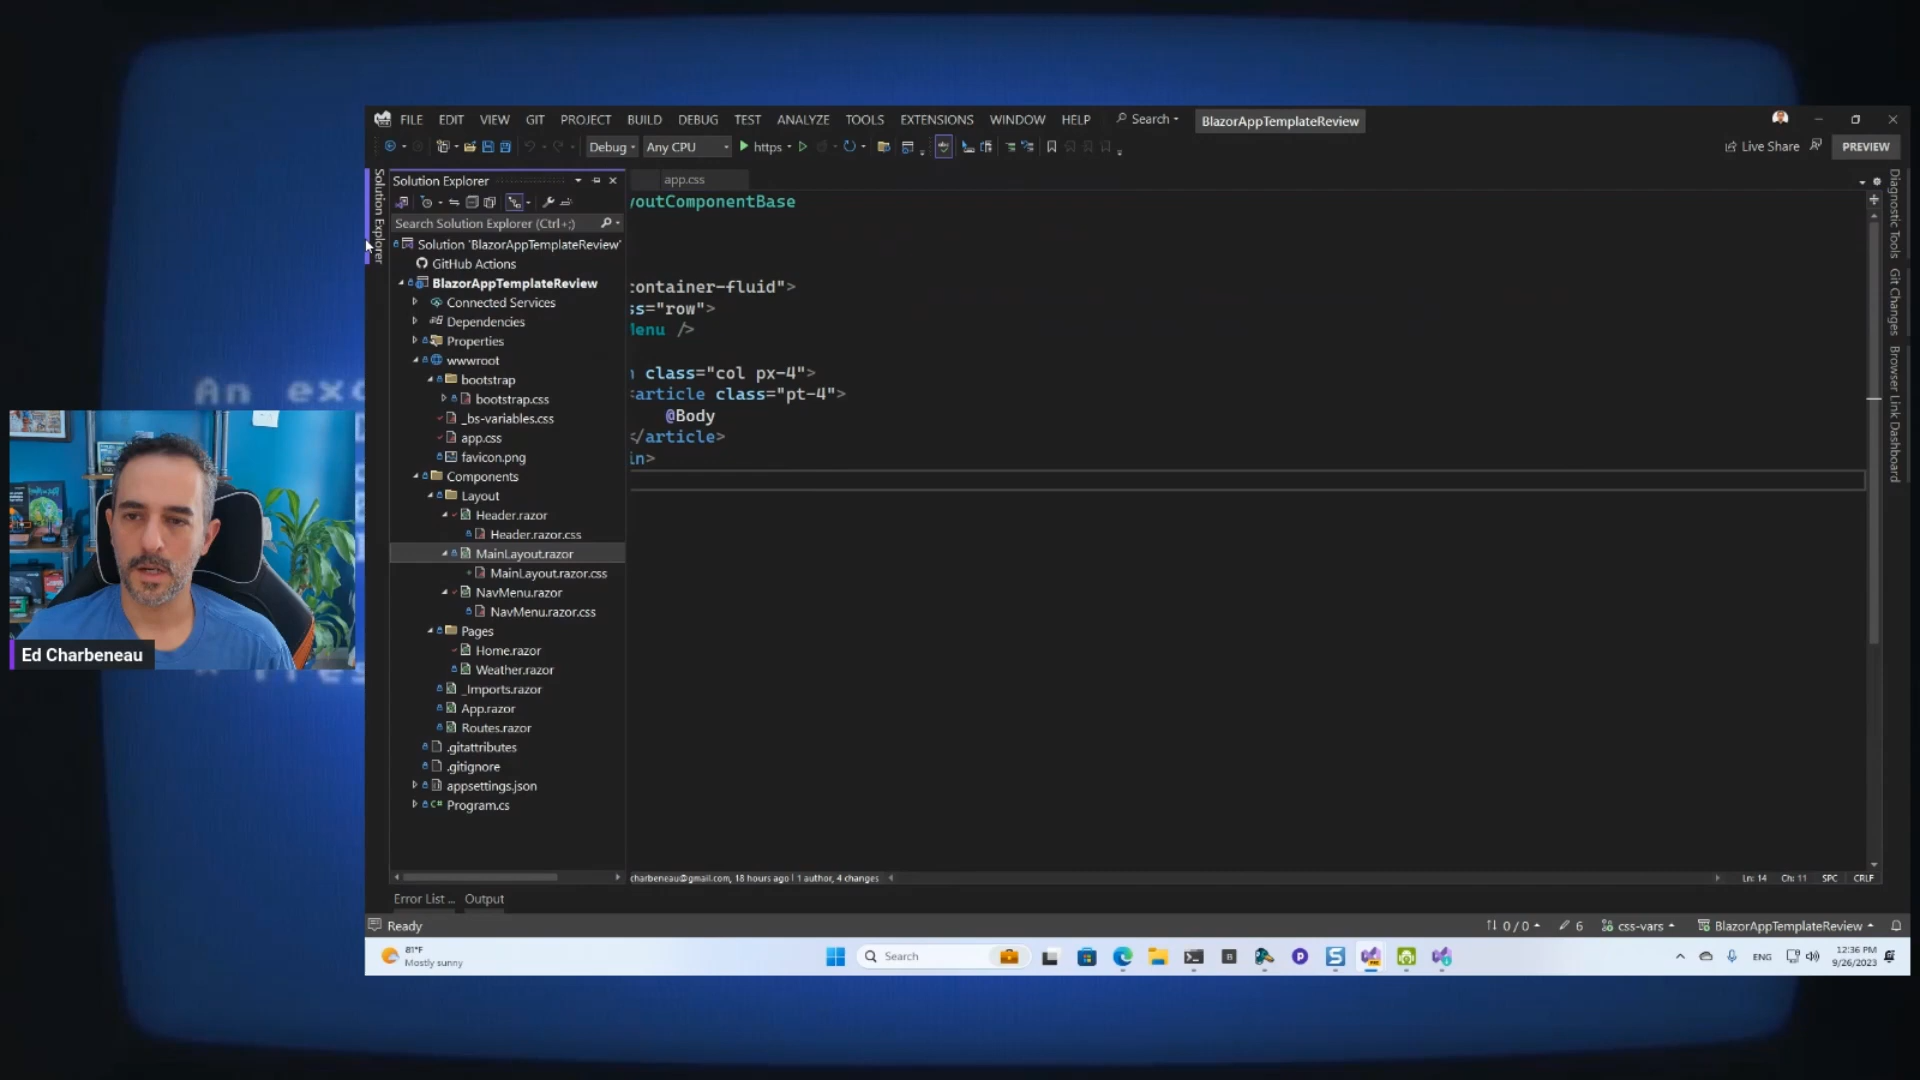 FILE EDIT VIEW GIT PROJECT BUILD DEBUG TEST ANALYZE TOOLS EXTENSIONS WINDOW HELP Search BlazorAppTemplateReview
Debug Any CPU https Live Share PREVIEW
Solution Explorer
Solution Explorer
Search Solution Explorer (Ctrl+;)
Solution 'BlazorAppTemplateReview'
GitHub Actions
BlazorAppTemplateReview
Connected Services
Dependencies
Properties
wwwroot
bootstrap
bootstrap.css
_bs-variables.css
app.css
favicon.png
Components
Layout
Header.razor
Header.razor.css
MainLayout.razor
MainLayout.razor.css
NavMenu.razor
NavMenu.razor.css
Pages
Home.razor
Weather.razor
_Imports.razor
App.razor
Routes.razor
.gitattributes
.gitignore
appsettings.json
C# Program.cs
app.css
youtComponentBase
container-fluid">
ss="row">
Menu />
n class="col px-4">
article class="pt-4">
@Body
</article>
in>
charbeneau@gmail.com, 18 hours ago | 1 author, 4 changes
Ln: 14 Ch: 11 SPC CRLF
Diagnostic Tools
Git Changes
Browser Link Dashboard
Error List ... Output
Ready
0 / 0 6 css-vars BlazorAppTemplateReview
81°F
Mostly sunny
Search
ENG
12:36 PM
9/26/2023
An exc
Ed Charbeneau